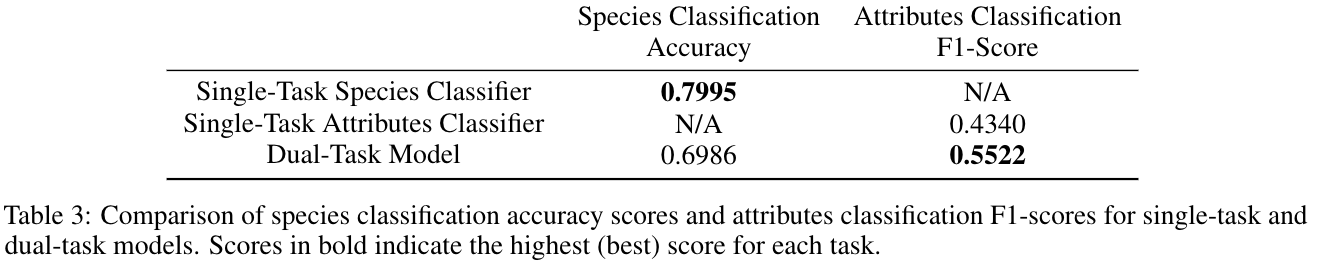 Species Classification Attributes Classification
Accuracy F1-Score
Single-Task Species Classifier 0.7995 N/A
Single-Task Attributes Classifier N/A 0.4340
Dual-Task Model 0.6986 0.5522
Table 3: Comparison of species classification accuracy scores and attributes classification F1-scores for single-task and
dual-task models. Scores in bold indicate the highest (best) score for each task.